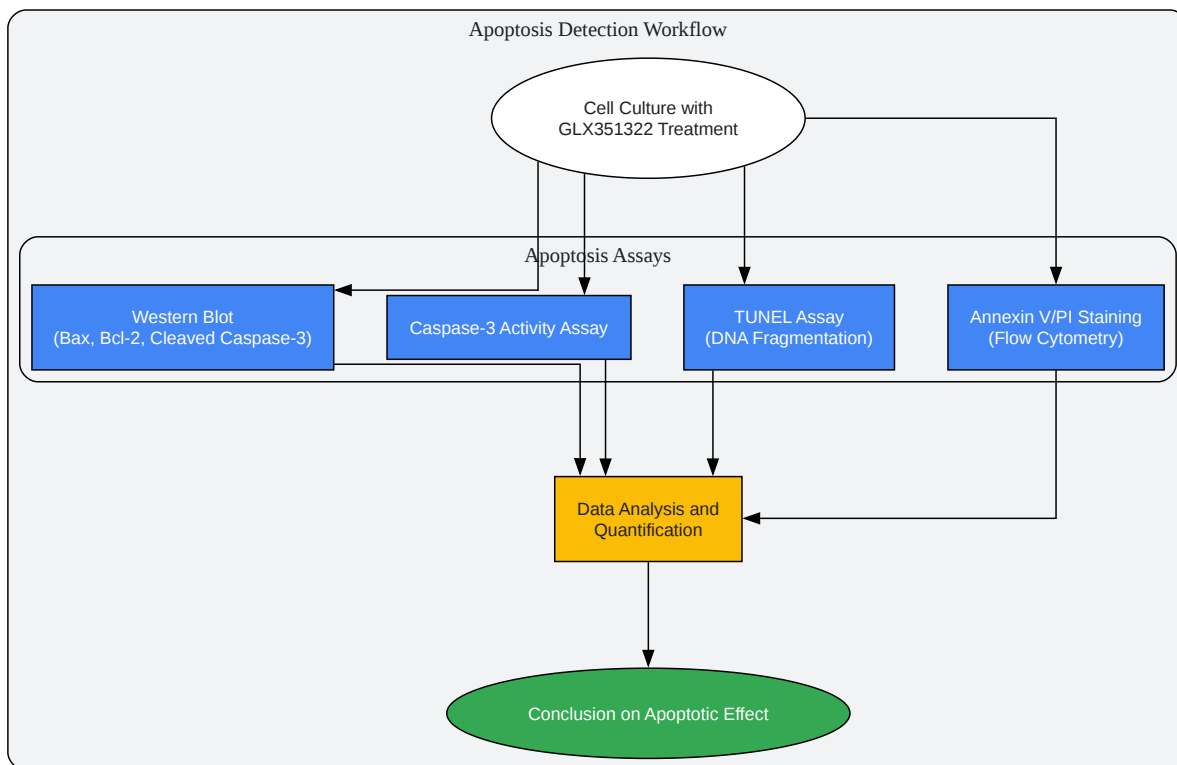 Apoptosis Detection Workflow
Cell Culture with
GLX351322 Treatment
Apoptosis Assays
Western Blot
(Bax, Bcl-2, Cleaved Caspase-3)
Caspase-3 Activity Assay
TUNEL Assay
(DNA Fragmentation)
Annexin V/PI Staining
(Flow Cytometry)
Data Analysis and
Quantification
Conclusion on Apoptotic Effect